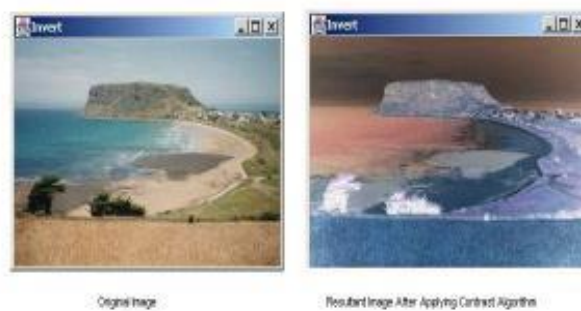 Invert
Invert
Original Image
Resultant Image After Applying Contrast Algorithm